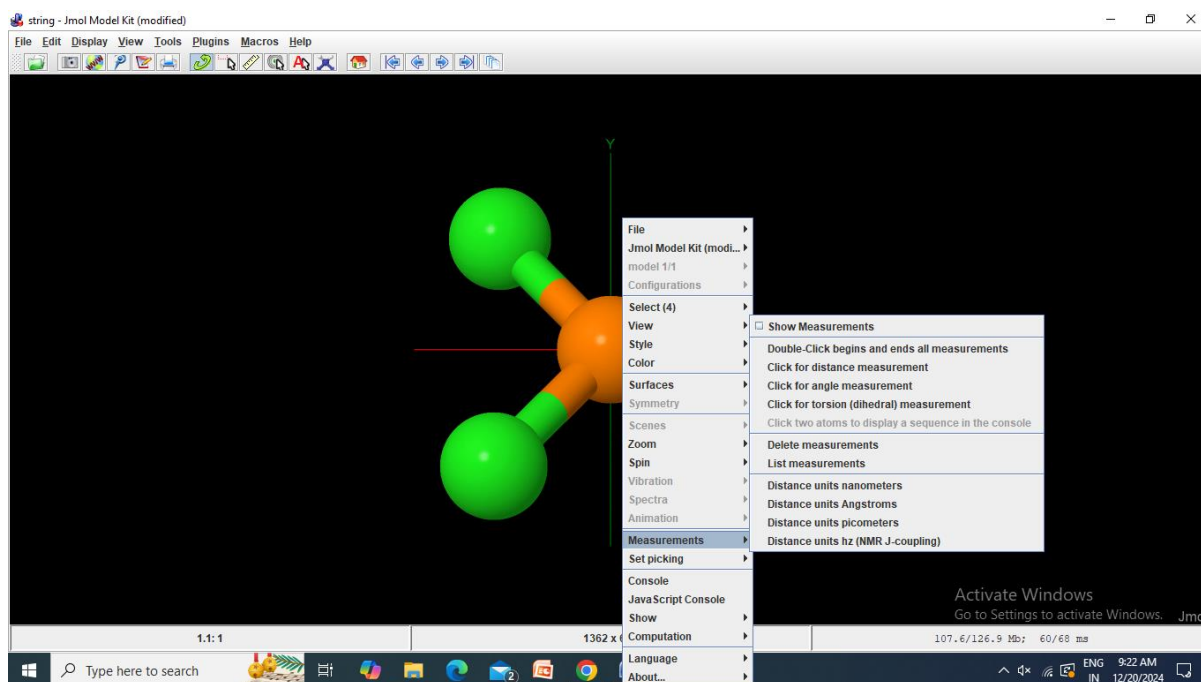 string - Jmol Model Kit (modified)
File Edit Display View Tools Plugins Macros Help
Y
File
Jmol Model Kit (modi...
model 1/1
Configurations
Select (4)
View
Style
Color
Surfaces
Symmetry
Scenes
Zoom
Spin
Vibration
Spectra
Animation
Measurements
Set picking
Console
JavaScript Console
Show
Computation
Language
About...
Show Measurements
Double-Click begins and ends all measurements
Click for distance measurement
Click for angle measurement
Click for torsion (dihedral) measurement
Click two atoms to display a sequence in the console
Delete measurements
List measurements
Distance units nanometers
Distance units Angstroms
Distance units picometers
Distance units hz (NMR J-coupling)
Activate Windows
Go to Settings to activate Windows.
1.1: 1
1362 x
107.6/126.9 Mb; 60/68 ms
Type here to search
2
ENG 9:22 AM
IN 12/20/2024